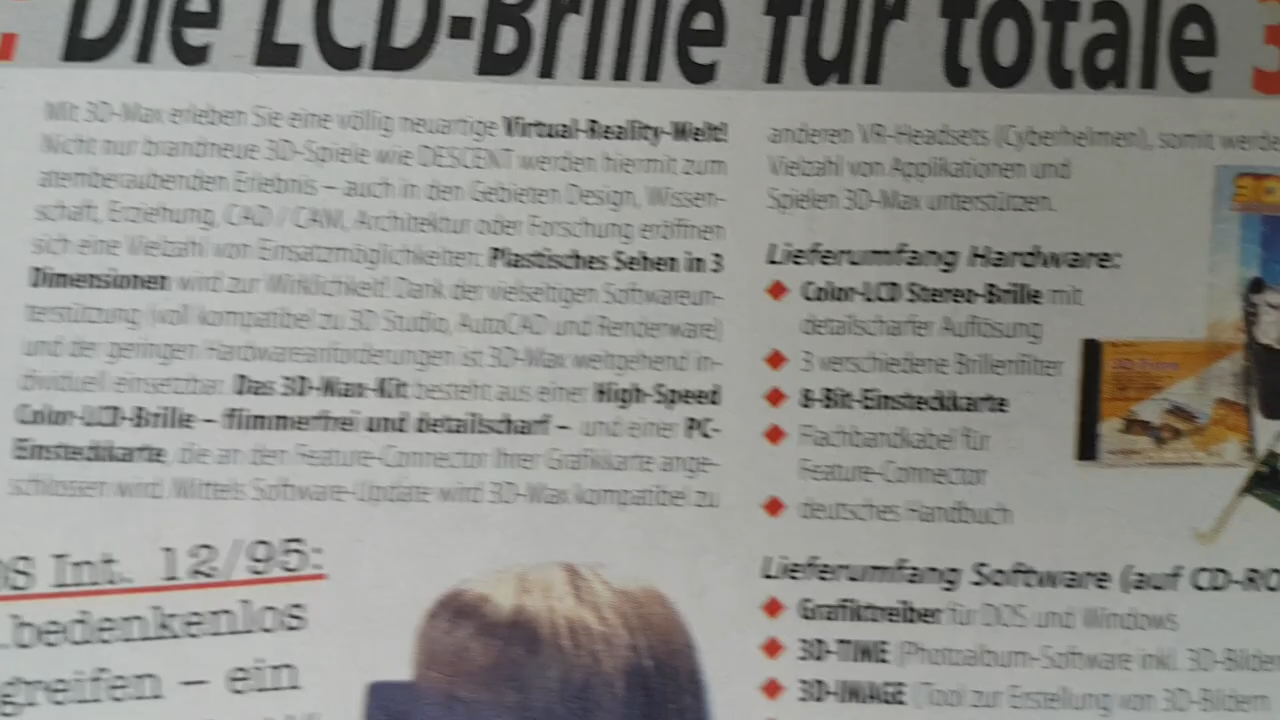 Die LCD-Brille für totale 3
Mit 3D-Max erleben Sie eine völlig neuartige Virtual-Reality-Welt!
Nicht nur brandneue 3D-Spiele wie DESCENT werden hiermit zum
atemberaubenden Erlebnis – auch in den Gebieten Design, Wissen-
schaft, Erziehung, CAD / CAM, Architektur oder Forschung eröffnen
sich eine Vielzahl von Einsatzmöglichkeiten. Plastisches Sehen in 3
Dimensionen wird zur Wirklichkeit! Dank der vielseitigen Softwareun-
terstützung (voll kompatibel zu 3D Studio, AutoCAD und Renderware)
und der geringen Hardwareanforderungen ist 3D-Max weitgehend in-
dividuell einsetzbar. Das 3D-Max-Kit besteht aus einer High-Speed
Color-LCD-Brille – flimmerfrei und detailscharf – und einer PC-
Einsteckkarte, die an den Feature-Connector Ihrer Grafikkarte ange-
schlossen wird. Mittels Software-Update wird 3D-Max kompatibel zu
OS Int. 12/95:
bedenkenlos
greifen – ein
anderen VR-Headsets (Cyberhelmen), somit werde
Vielzahl von Applikationen und
Spielen 3D-Max unterstützen.
Lieferumfang Hardware:
Color-LCD Stereo-Brille mit
detailscharfer Auflösung
3 verschiedene Brillenfilter
8-Bit-Einsteckkarte
Flachbandkabel für
Feature-Connector
deutsches Handbuch
Lieferumfang Software (auf CD-RO
Grafiktreiber für DOS und Windows
3D-TIME (Photoalbum-Software inkl. 3D-Bilder
3D-IMAGE (Tool zur Erstellung von 3D-Bildern